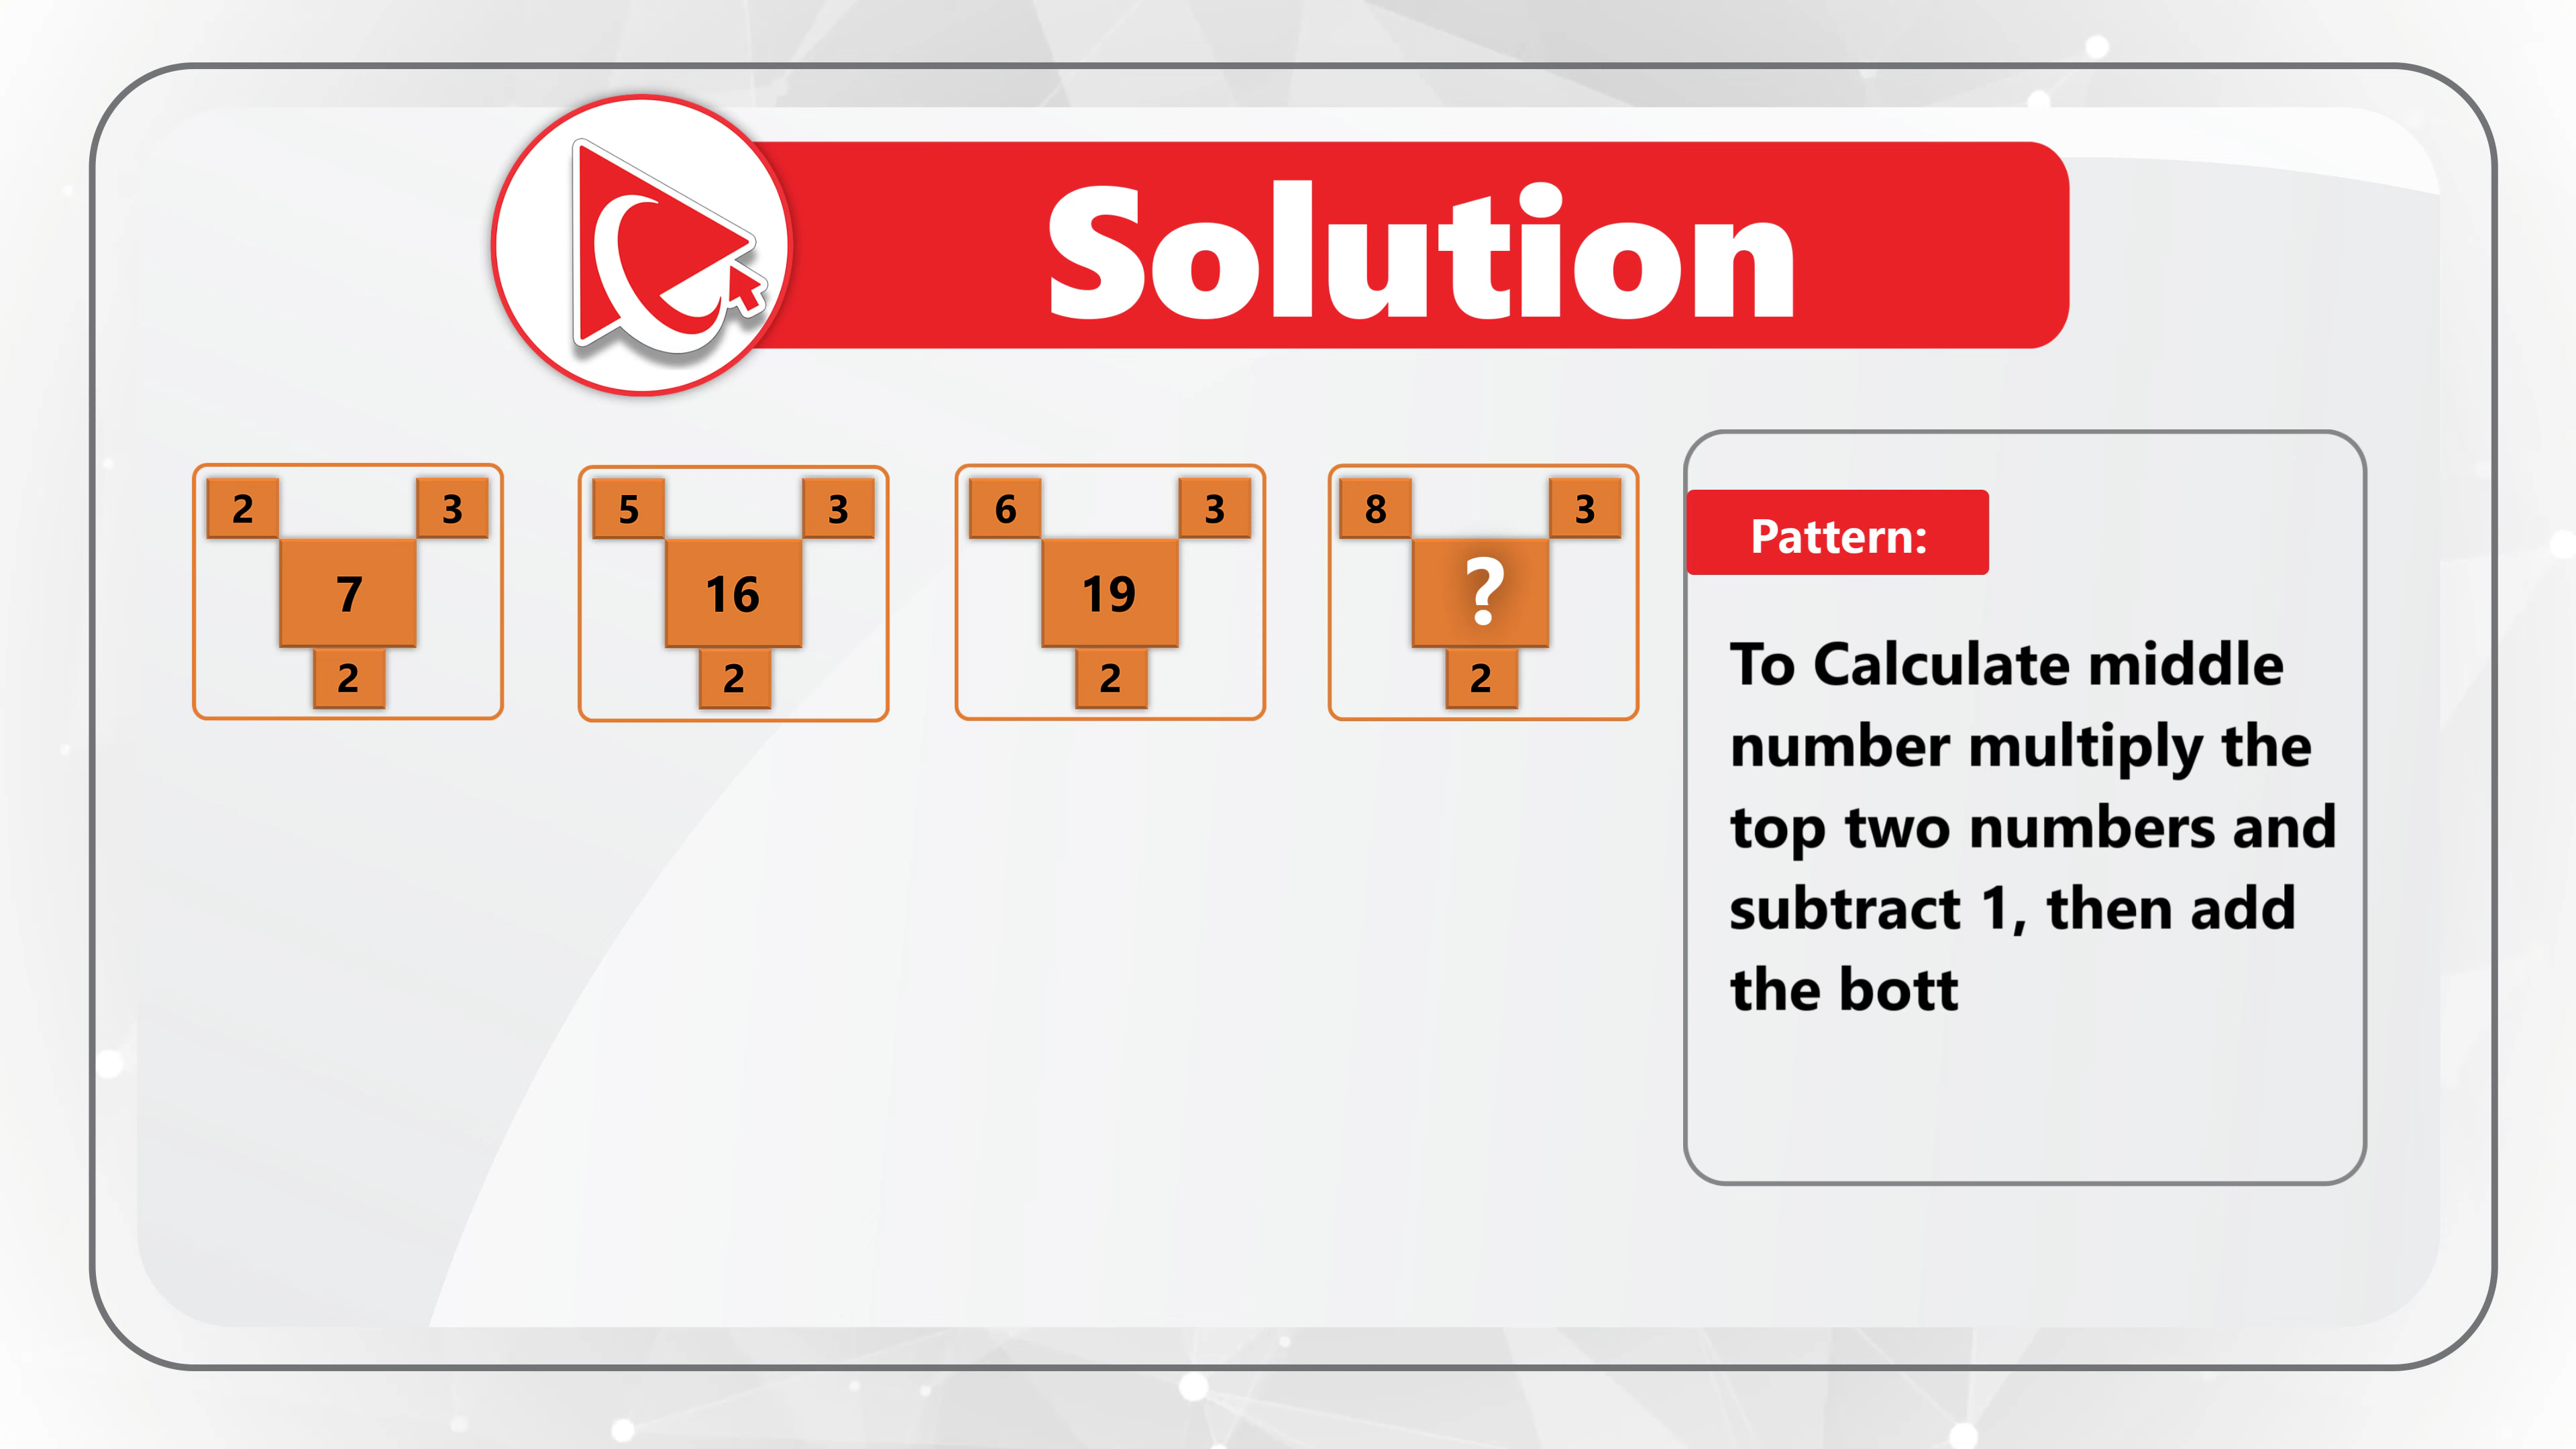 Solution
2 3
7
2
5 3
16
2
6 3
19
2
8 3
?
2
Pattern:
To Calculate middle
number multiply the
top two numbers and
subtract 1, then add
the bott